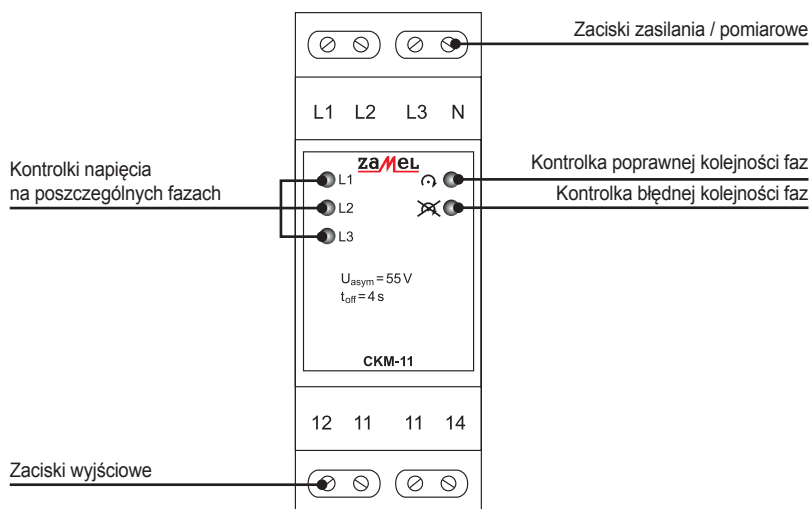 Zaciski zasilania / pomiarowe
L1 L2 L3 N
zamel
Kontrolki napięcia
na poszczególnych fazach
L1
L2
L3
Kontrolka poprawnej kolejności faz
Kontrolka błędnej kolejności faz
Uasym = 55 V
toff = 4 s
CKM-11
12 11 11 14
Zaciski wyjściowe